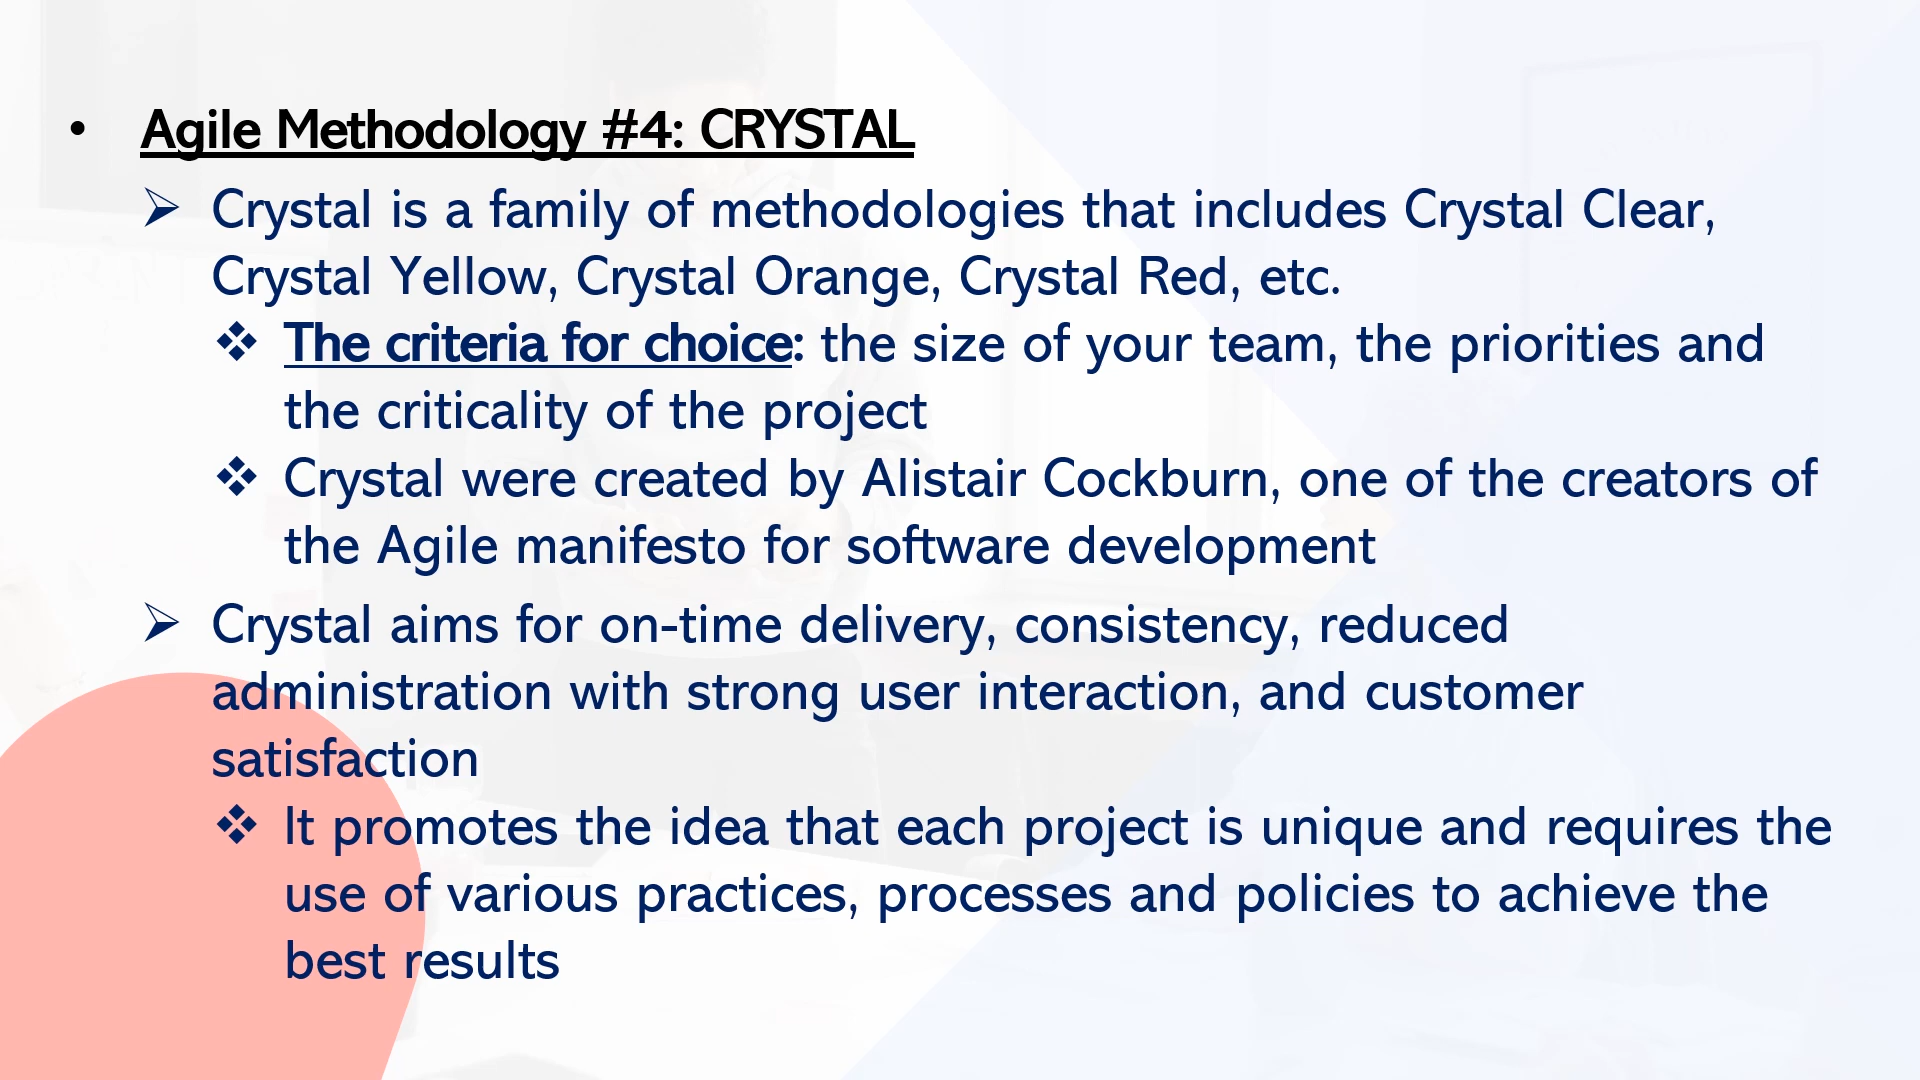 • Agile Methodology #4: CRYSTAL
➢ Crystal is a family of methodologies that includes Crystal Clear,
Crystal Yellow, Crystal Orange, Crystal Red, etc.
❖ The criteria for choice: the size of your team, the priorities and
the criticality of the project
❖ Crystal were created by Alistair Cockburn, one of the creators of
the Agile manifesto for software development
➢ Crystal aims for on-time delivery, consistency, reduced
administration with strong user interaction, and customer
satisfaction
❖ It promotes the idea that each project is unique and requires the
use of various practices, processes and policies to achieve the
best results